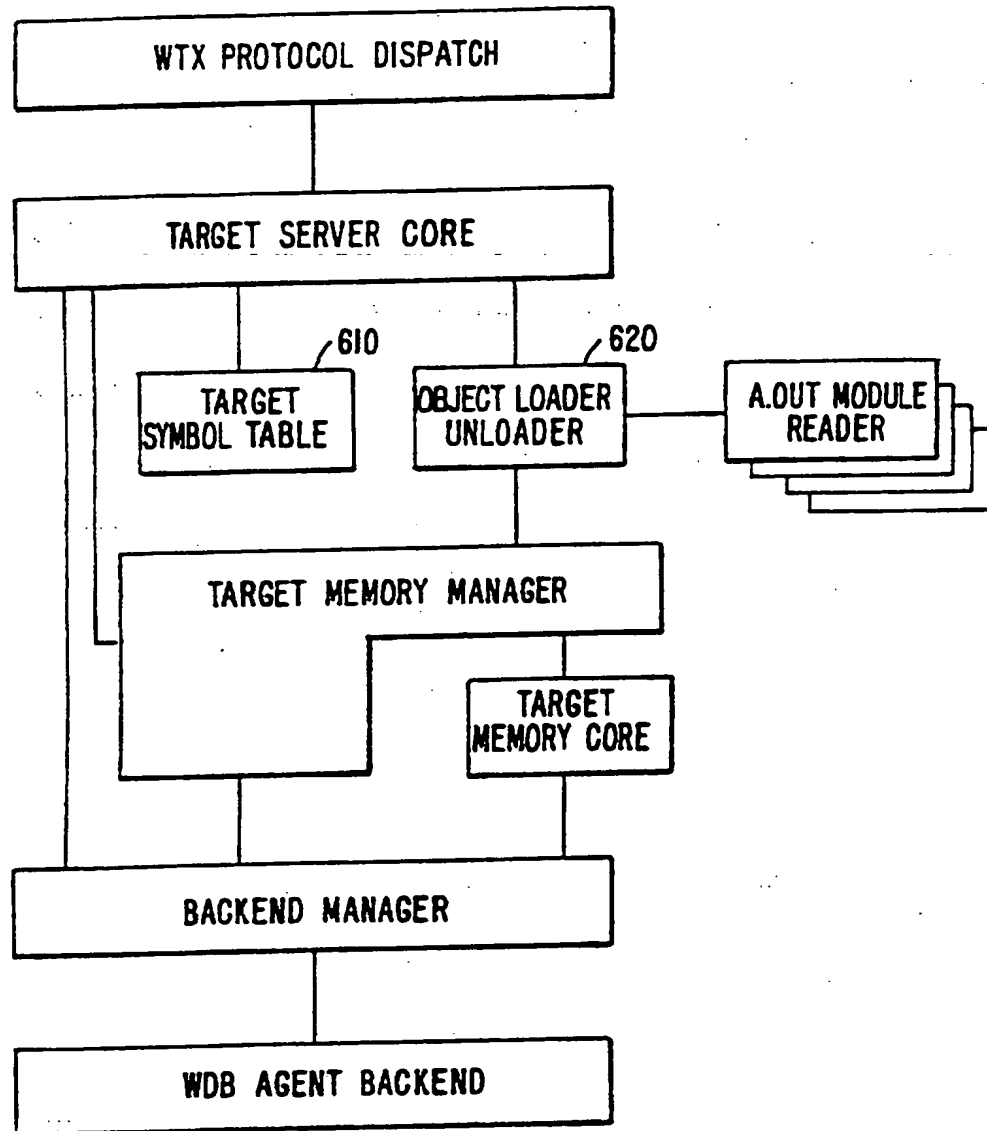 WTX PROTOCOL DISPATCH
TARGET SERVER CORE
610
620
TARGET
SYMBOL TABLE
OBJECT LOADER
UNLOADER
A.OUT MODULE
READER
TARGET MEMORY MANAGER
TARGET
MEMORY CORE
BACKEND MANAGER
WDB AGENT BACKEND